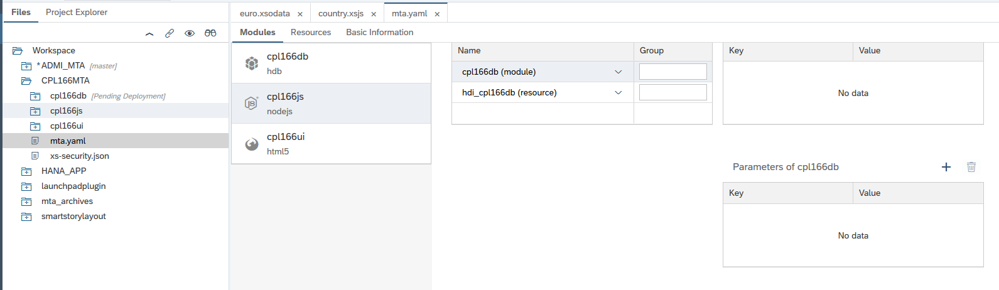 Files Project Explorer
Workspace
* ADMI_MTA [master]
CPL166MTA
cpl166db [Pending Deployment]
cpl166js
cpl166ui
mta.yaml
xs-security.json
HANA_APP
launchpadplugin
mta_archives
smartstorylayout
euro.xsodata × country.xsjs × mta.yaml ×
Modules Resources Basic Information
cpl166db
hdb
cpl166js
nodejs
cpl166ui
html5
Name Group
cpl166db (module)
hdi_cpl166db (resource)
Key Value
No data
Parameters of cpl166db
Key Value
No data